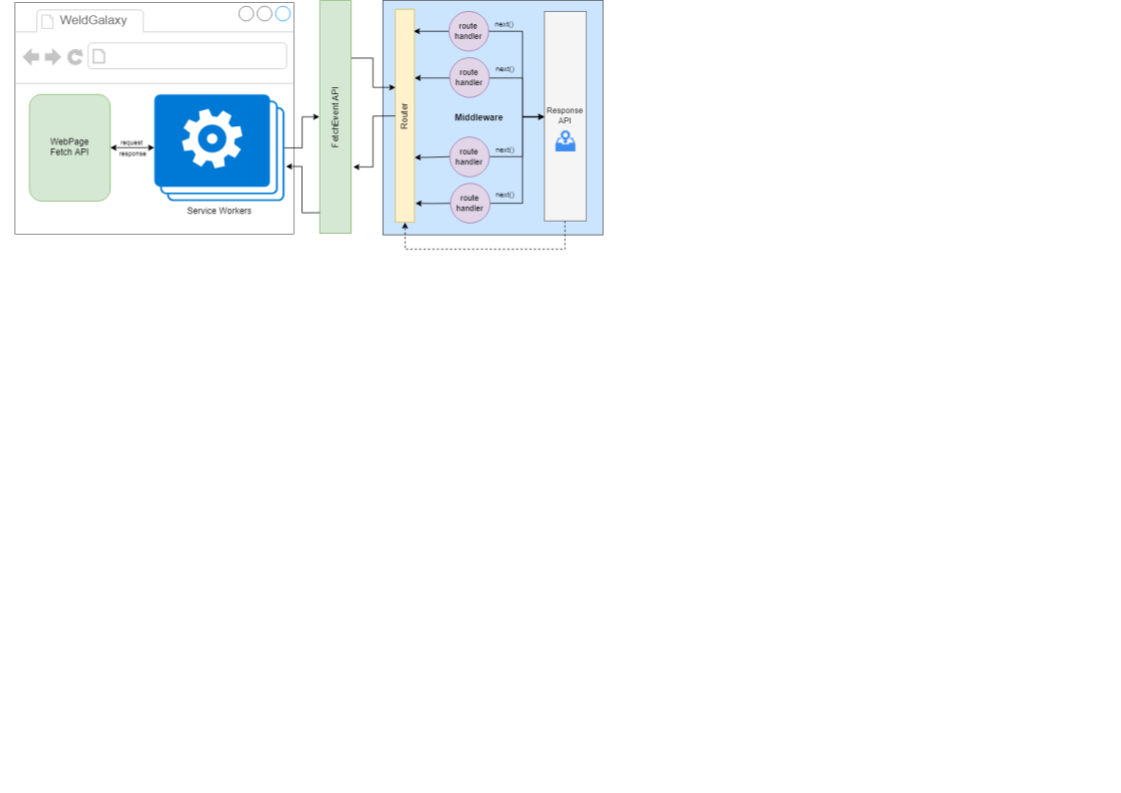 WeldGalaxy
WebPage
Fetch API
request
response
Service Workers
FetchEvent API
Router
route
handler
next()
route
handler
next()
Middleware
route
handler
next()
route
handler
next()
Response
API